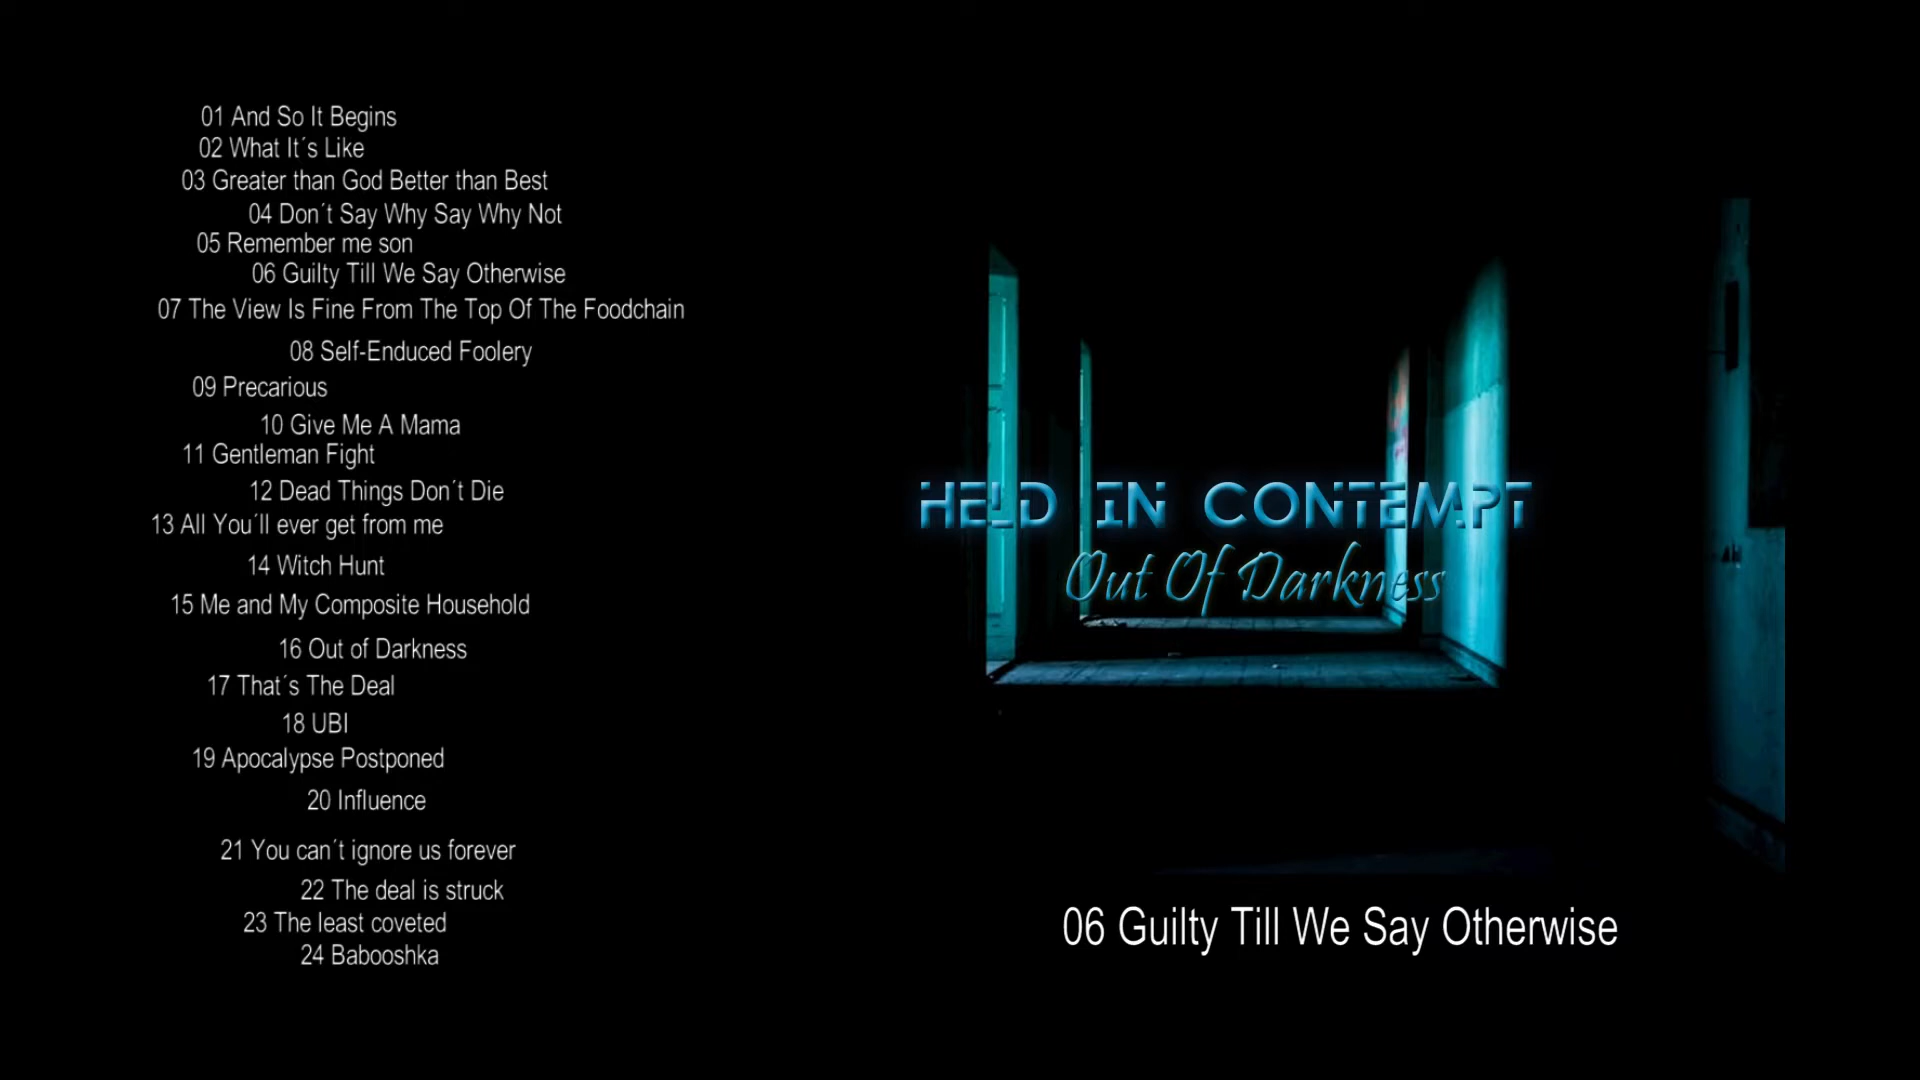 01 And So It Begins
02 What It´s Like
03 Greater than God Better than Best
04 Don´t Say Why Say Why Not
05 Remember me son
06 Guilty Till We Say Otherwise
07 The View Is Fine From The Top Of The Foodchain
08 Self-Enduced Foolery
09 Precarious
10 Give Me A Mama
11 Gentleman Fight
12 Dead Things Don´t Die
13 All You´ll ever get from me
14 Witch Hunt
15 Me and My Composite Household
16 Out of Darkness
17 That´s The Deal
18 UBI
19 Apocalypse Postponed
20 Influence
21 You can´t ignore us forever
22 The deal is struck
23 The least coveted
24 Babooshka
HELD IN CONTEMPT
Out Of Darkness
06 Guilty Till We Say Otherwise